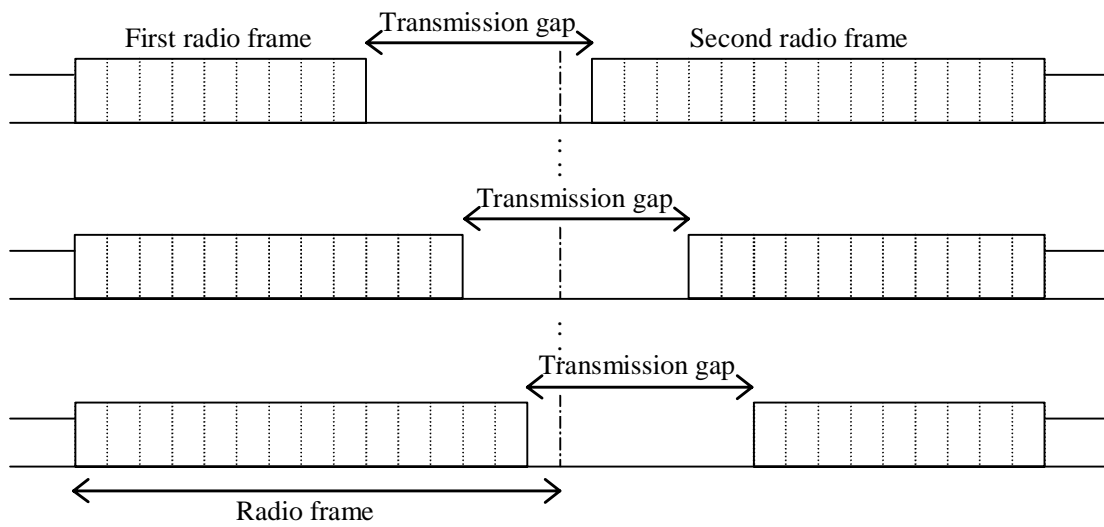 Transmission gap
First radio frame
Second radio frame
Transmission gap
Transmission gap
Radio frame